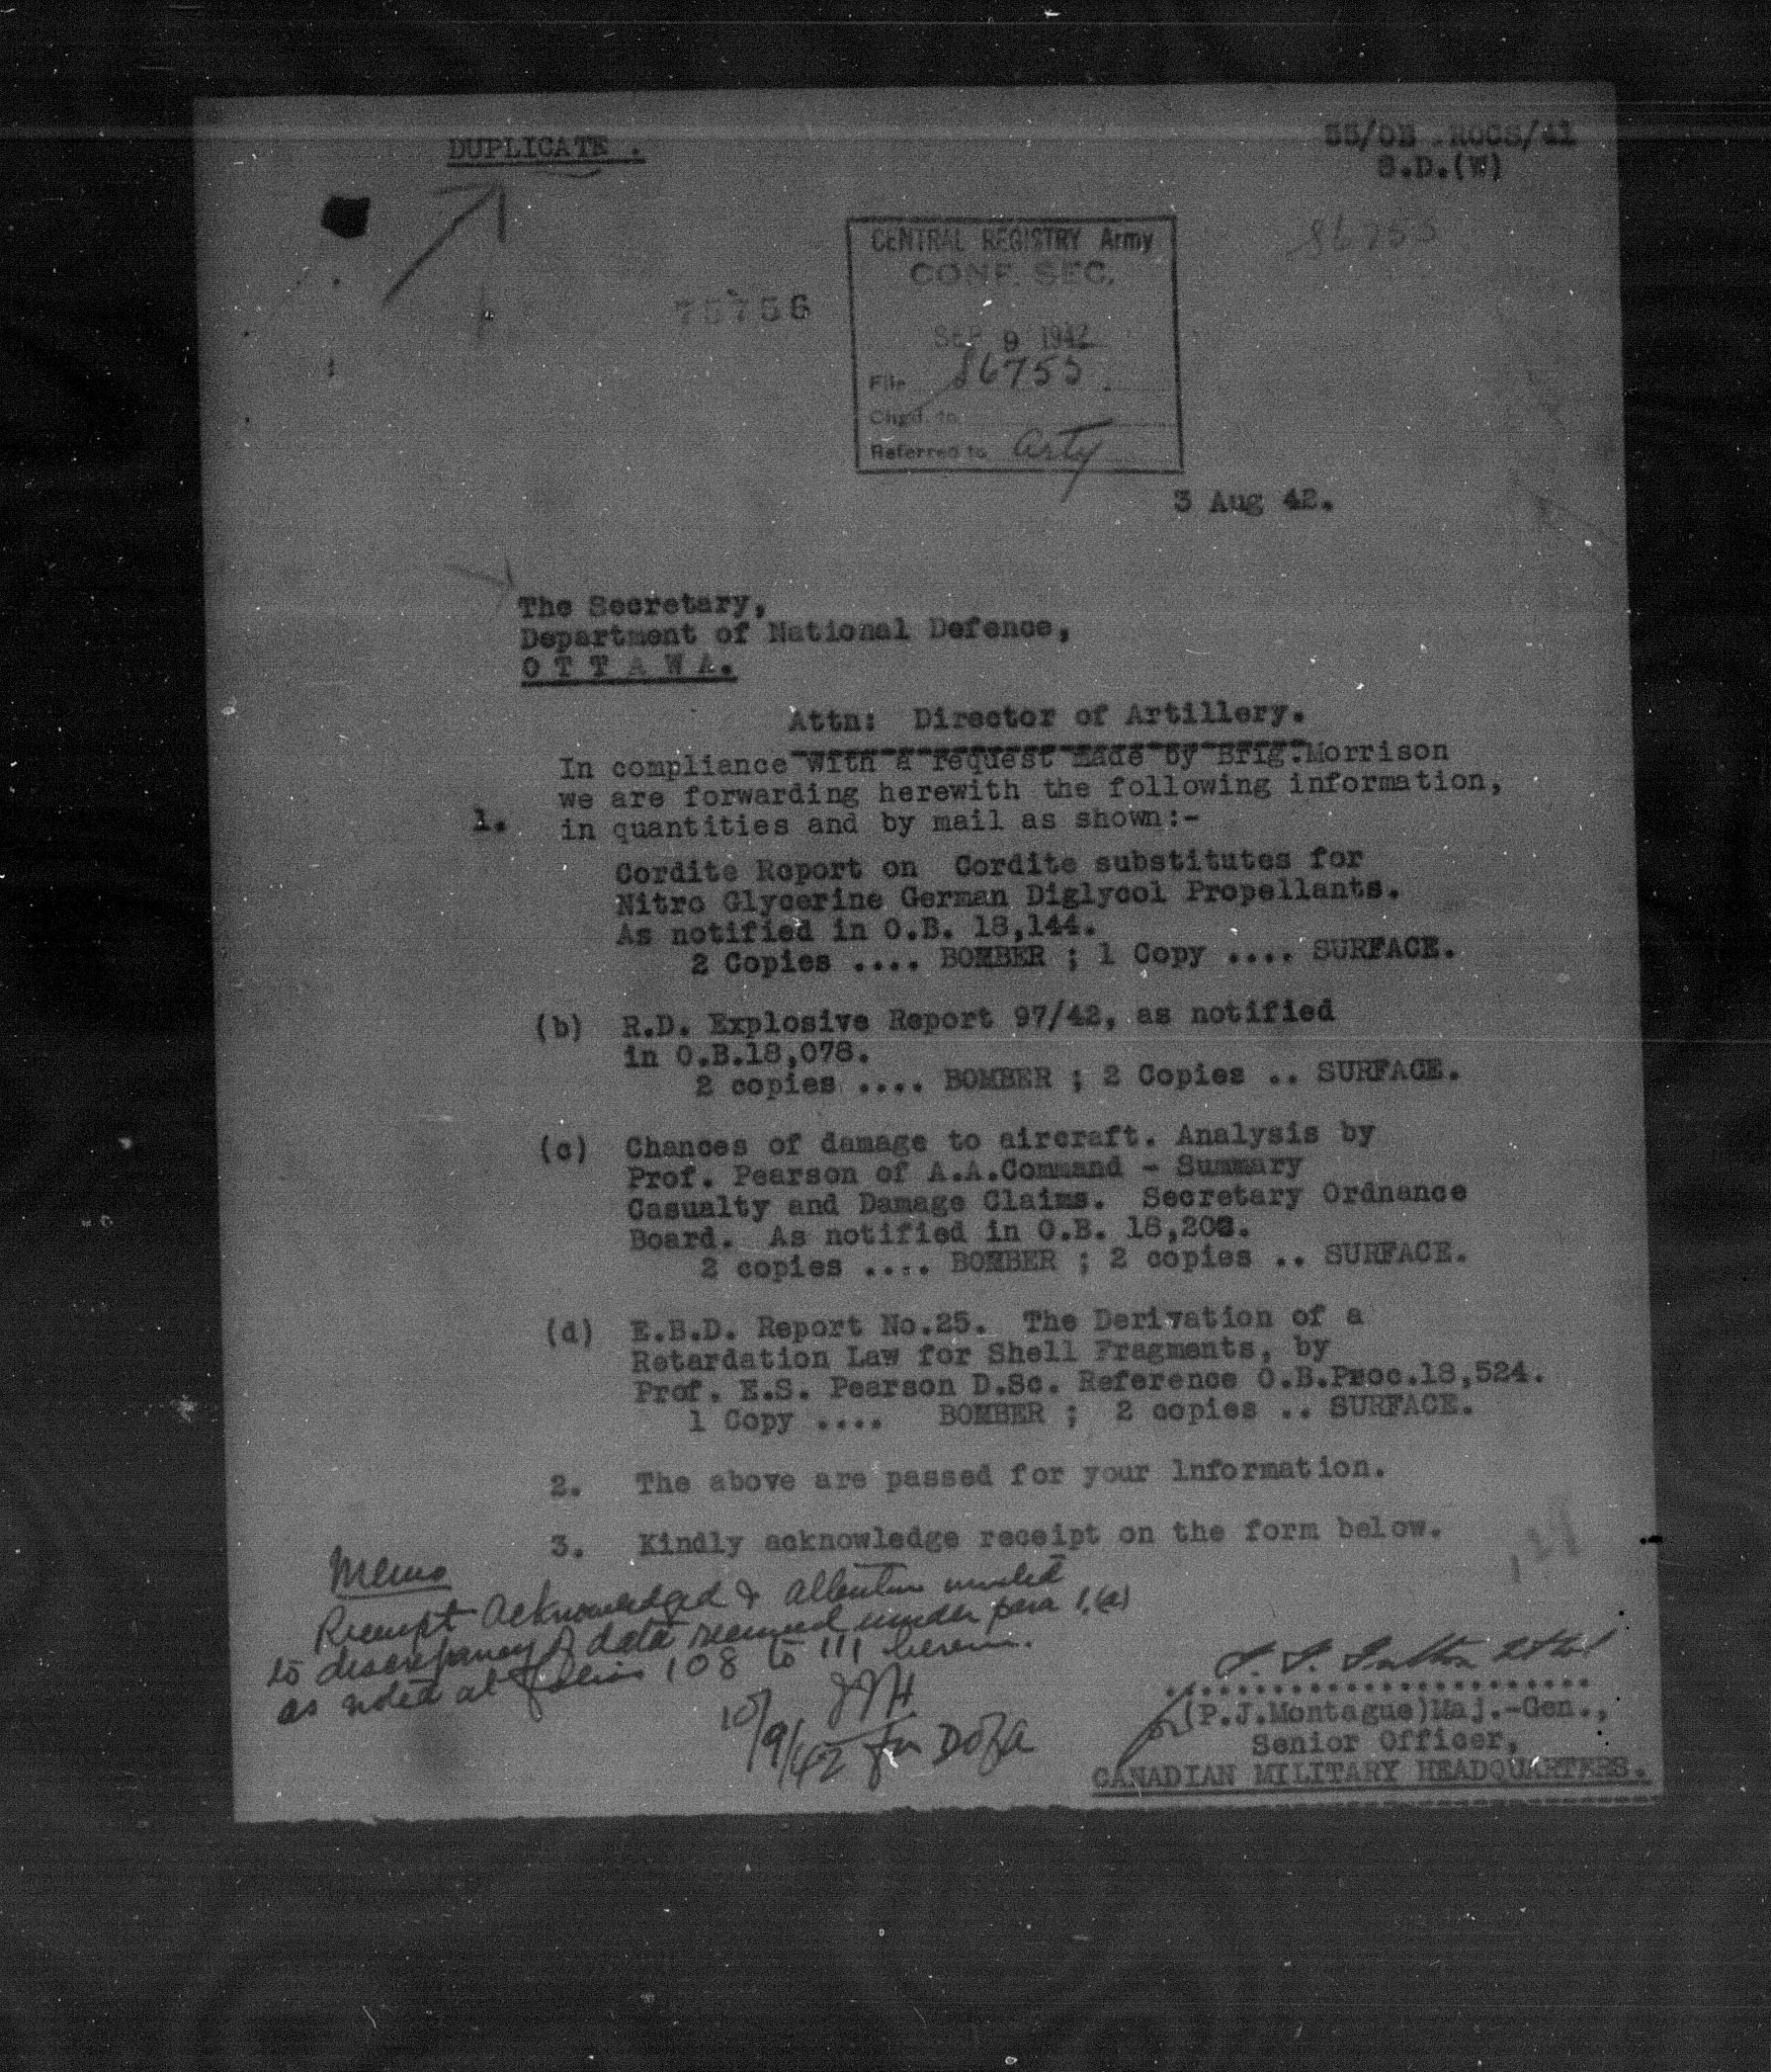 DUPLICATE .
55/OB ROCS/41
S.D.(W)
86755
CENTRAL REGISTRY Army
CONF. SEC.
75756
SEP 9 1942
File 86755
Chgd. to
Referred to Arty
3 Aug 42.
The Secretary,
Department of National Defence,
O T T A W A.
Attn: Director of Artillery.
In compliance with a request made by Brig.Morrison
we are forwarding herewith the following information,
1. in quantities and by mail as shown:-
Cordite Report on Cordite substitutes for
Nitro Glycerine German Diglycol Propellants.
As notified in O.B. 18,144.
2 Copies .... BOMBER ; 1 Copy .... SURFACE.
(b) R.D. Explosive Report 97/42, as notified
in O.B.18,078.
2 copies .... BOMBER ; 2 Copies .. SURFACE.
(c) Chances of damage to aircraft. Analysis by
Prof. Pearson of A.A.Command - Summary
Casualty and Damage Claims. Secretary Ordnance
Board. As notified in O.B. 18,208.
2 copies .... BOMBER ; 2 copies .. SURFACE.
(d) E.B.D. Report No.25. The Derivation of a
Retardation Law for Shell Fragments, by
Prof. E.S. Pearson D.Sc. Reference O.B.Proc.18,524.
1 Copy .... BOMBER ; 2 copies .. SURFACE.
2. The above are passed for your information.
3. Kindly acknowledge receipt on the form below.
Memo
Receipt Acknowledged & attention invited
to discrepancy of data received under para 1.(a)
as noted at folios 108 to 111 herein.
10/9/42 for D of A
for (P.J.Montague)Maj.-Gen.,
Senior Officer,
CANADIAN MILITARY HEADQUARTERS.